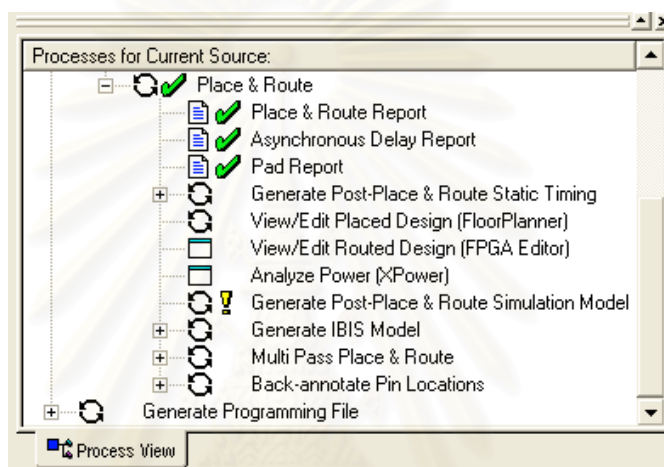 Processes for Current Source:
Place & Route
Place & Route Report
Asynchronous Delay Report
Pad Report
Generate Post-Place & Route Static Timing
View/Edit Placed Design (FloorPlanner)
View/Edit Routed Design (FPGA Editor)
Analyze Power (XPower)
Generate Post-Place & Route Simulation Model
Generate IBIS Model
Multi Pass Place & Route
Back-annotate Pin Locations
Generate Programming File
Process View